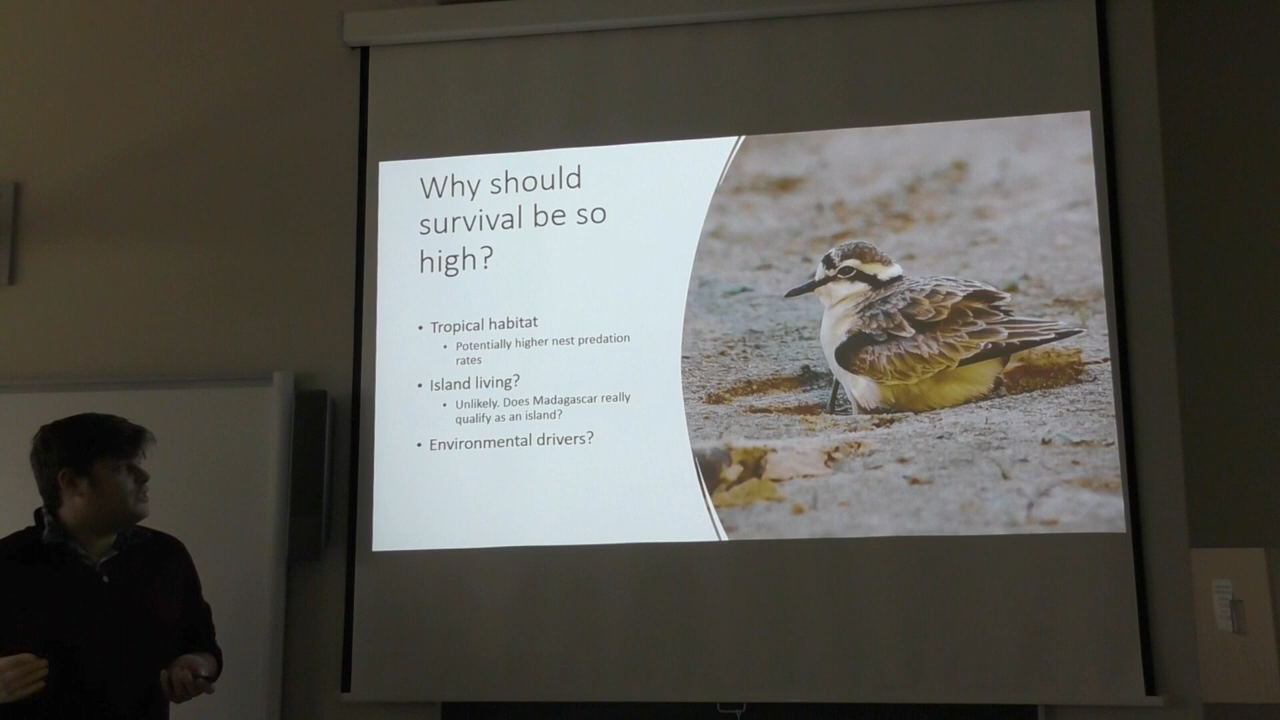 Why should
survival be so
high?
• Tropical habitat
• Potentially higher nest predation
rates
• Island living?
• Unlikely. Does Madagascar really
qualify as an island?
• Environmental drivers?